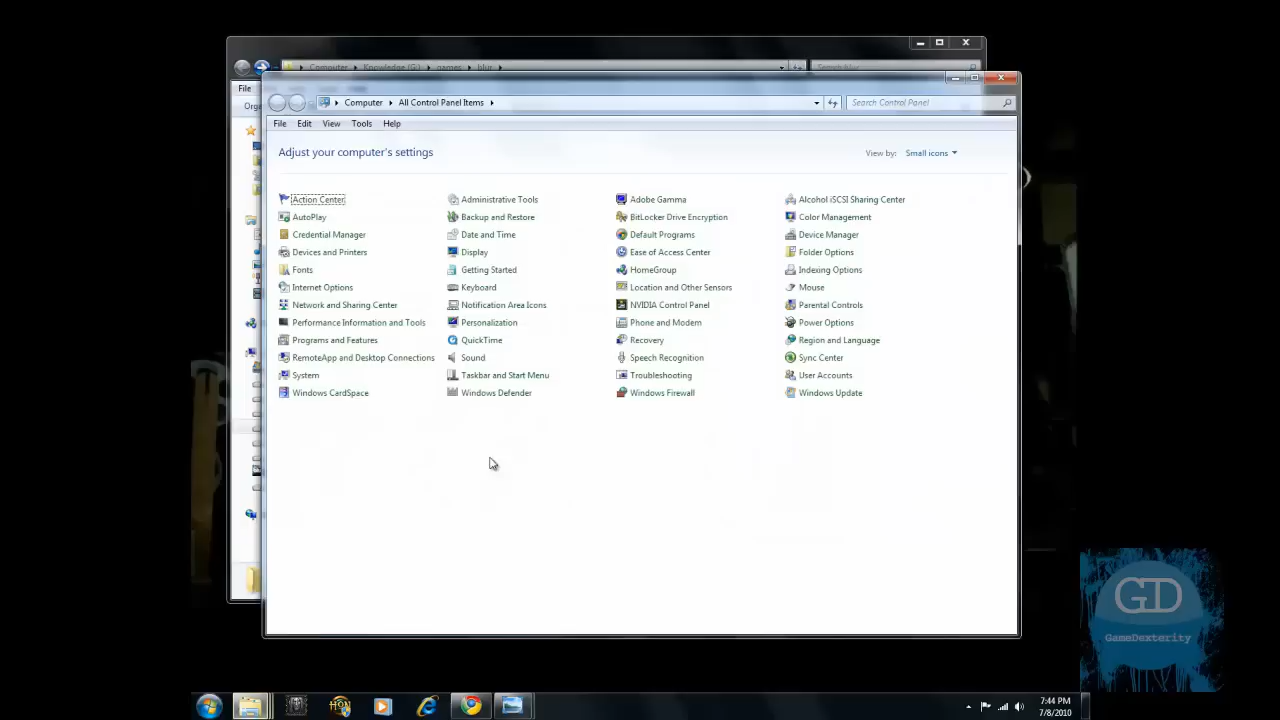 Computer Knowledge (G:) games blur Search blur
File
Orga
Computer All Control Panel Items Search Control Panel
File Edit View Tools Help
Adjust your computer's settings View by: Small icons
Action Center Administrative Tools Adobe Gamma Alcohol iSCSI Sharing Center
AutoPlay Backup and Restore BitLocker Drive Encryption Color Management
Credential Manager Date and Time Default Programs Device Manager
Devices and Printers Display Ease of Access Center Folder Options
Fonts Getting Started HomeGroup Indexing Options
Internet Options Keyboard Location and Other Sensors Mouse
Network and Sharing Center Notification Area Icons NVIDIA Control Panel Parental Controls
Performance Information and Tools Personalization Phone and Modem Power Options
Programs and Features QuickTime Recovery Region and Language
RemoteApp and Desktop Connections Sound Speech Recognition Sync Center
System Taskbar and Start Menu Troubleshooting User Accounts
Windows CardSpace Windows Defender Windows Firewall Windows Update
GD
GameDexterity
HON
7:44 PM
7/8/2010